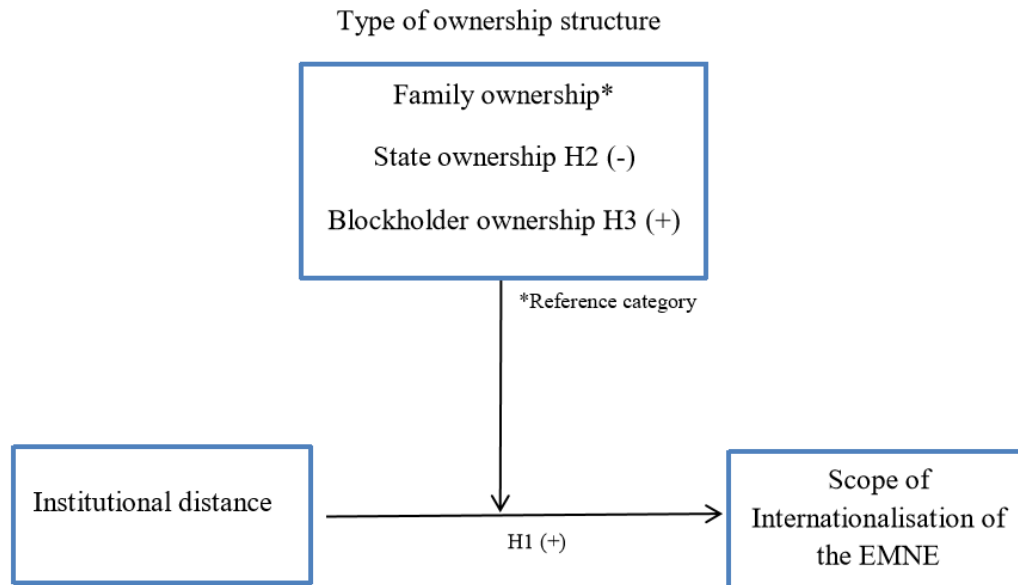 Type of ownership structure
Family ownership*
State ownership H2 (-)
Blockholder ownership H3 (+)
*Reference category
Institutional distance
H1 (+)
Scope of
Internationalisation of
the EMNE